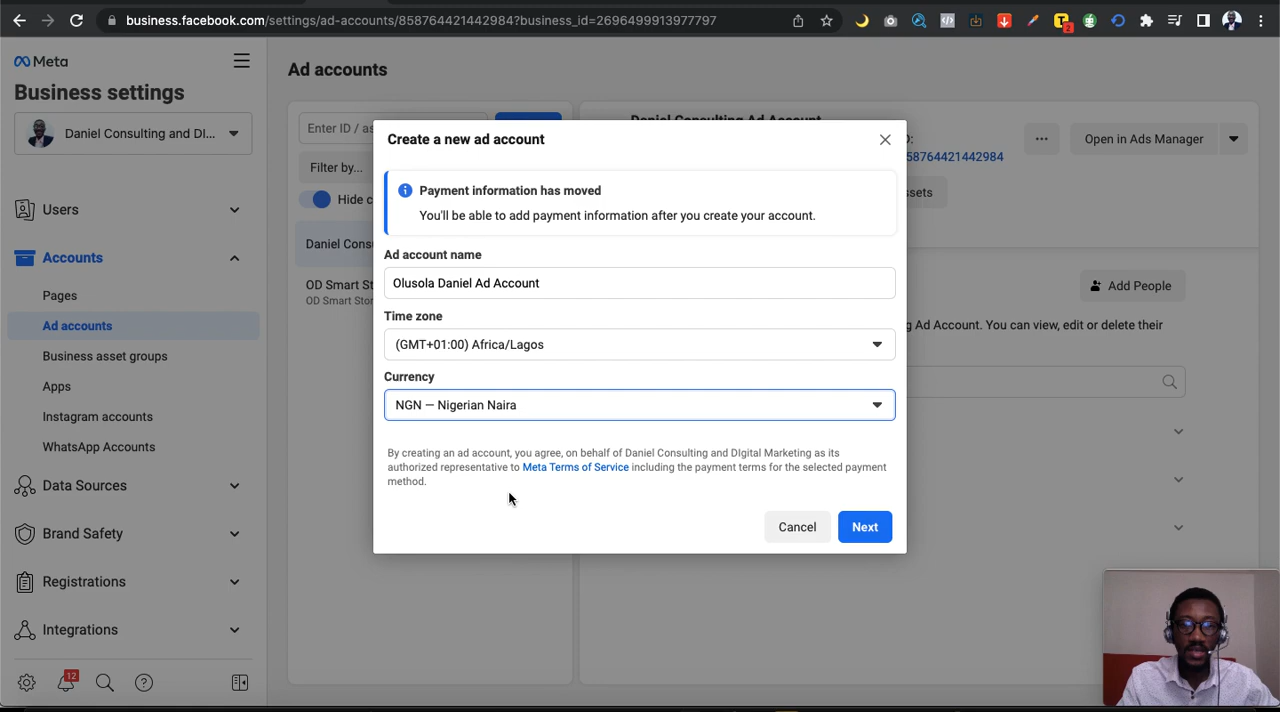 business.facebook.com/settings/ad-accounts/858764421442984?business_id=2696499913977797
2
Meta
Business settings
Daniel Consulting and DI...
Users
Accounts
Pages
Ad accounts
Business asset groups
Apps
Instagram accounts
WhatsApp Accounts
Data Sources
Brand Safety
Registrations
Integrations
12
Ad accounts
Enter ID / as
Filter by...
Hide c
Daniel Consu
OD Smart St
OD Smart Stor
Daniel Consulting Ad Account
D:
58764421442984
Open in Ads Manager
ssets
Add People
g Ad Account. You can view, edit or delete their
Create a new ad account
Payment information has moved
You'll be able to add payment information after you create your account.
Ad account name
Olusola Daniel Ad Account
Time zone
(GMT+01:00) Africa/Lagos
Currency
NGN — Nigerian Naira
By creating an ad account, you agree, on behalf of Daniel Consulting and DIgital Marketing as its
authorized representative to Meta Terms of Service including the payment terms for the selected payment
method.
Cancel
Next